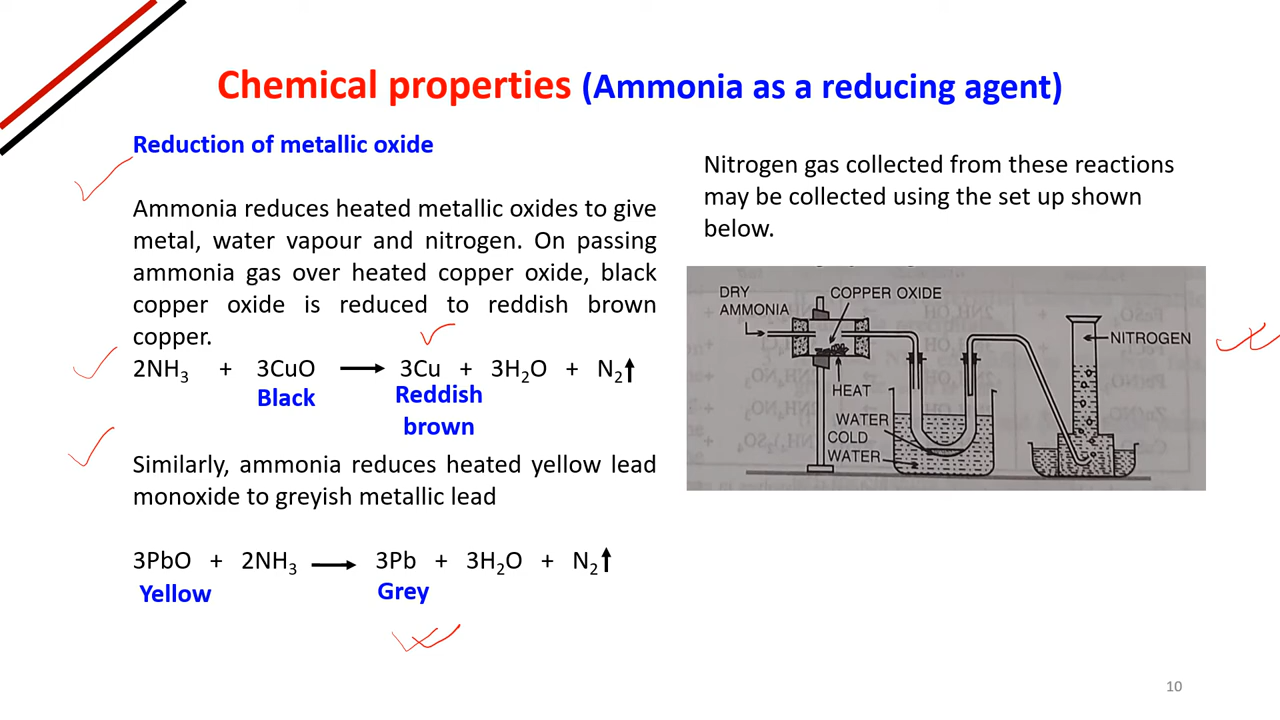 Chemical properties (Ammonia as a reducing agent)
Reduction of metallic oxide
Ammonia reduces heated metallic oxides to give
metal, water vapour and nitrogen. On passing
ammonia gas over heated copper oxide, black
copper oxide is reduced to reddish brown
copper.
2NH₃ + 3CuO → 3Cu + 3H₂O + N₂↑
Black Reddish
brown
Similarly, ammonia reduces heated yellow lead
monoxide to greyish metallic lead
3PbO + 2NH₃ → 3Pb + 3H₂O + N₂↑
Yellow Grey
Nitrogen gas collected from these reactions
may be collected using the set up shown
below.
DRY
AMMONIA
COPPER OXIDE
NITROGEN
HEAT
WATER
COLD
WATER
10